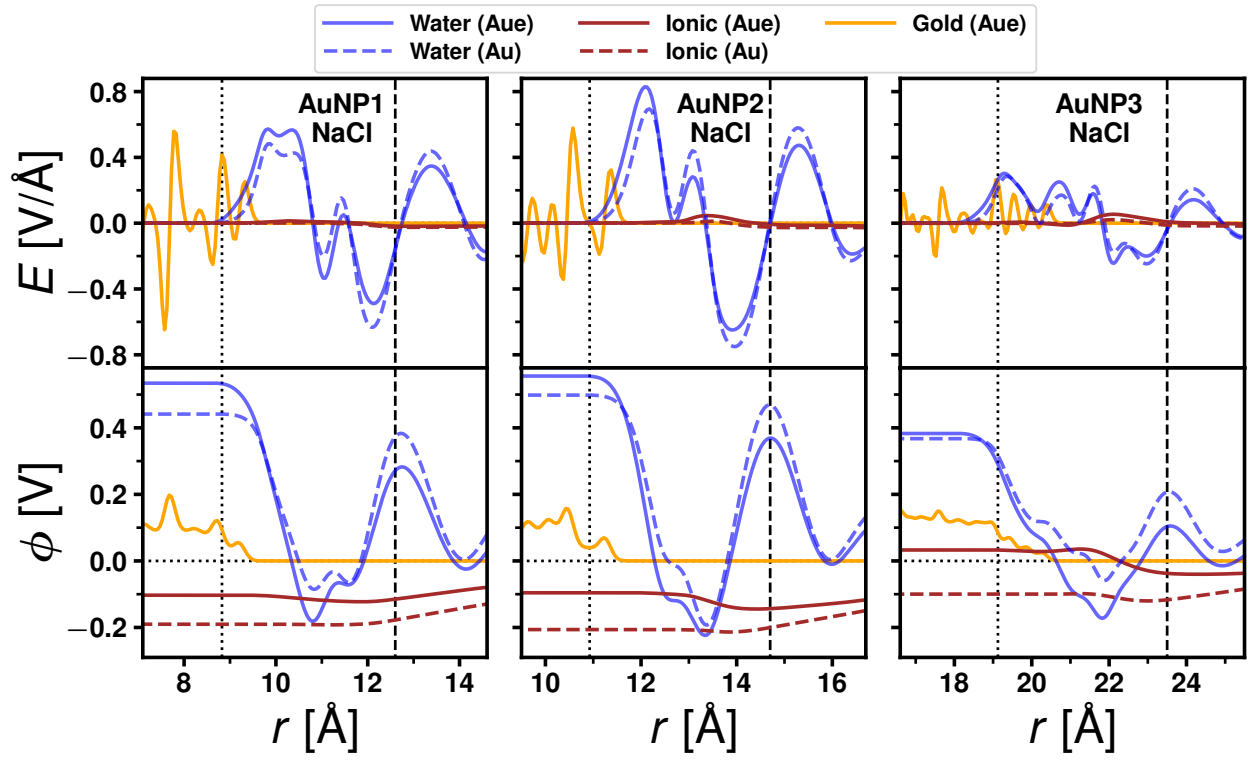 Water (Aue) Ionic (Aue) Gold (Aue)
Water (Au) Ionic (Au)
AuNP1
NaCl
AuNP2
NaCl
AuNP3
NaCl
E [V/Å]
0.8
0.4
0.0
−0.4
−0.8
ϕ [V]
0.4
0.2
0.0
−0.2
8 10 12 14
10 12 14 16
16 18 20 22 24
r [Å] r [Å] r [Å]